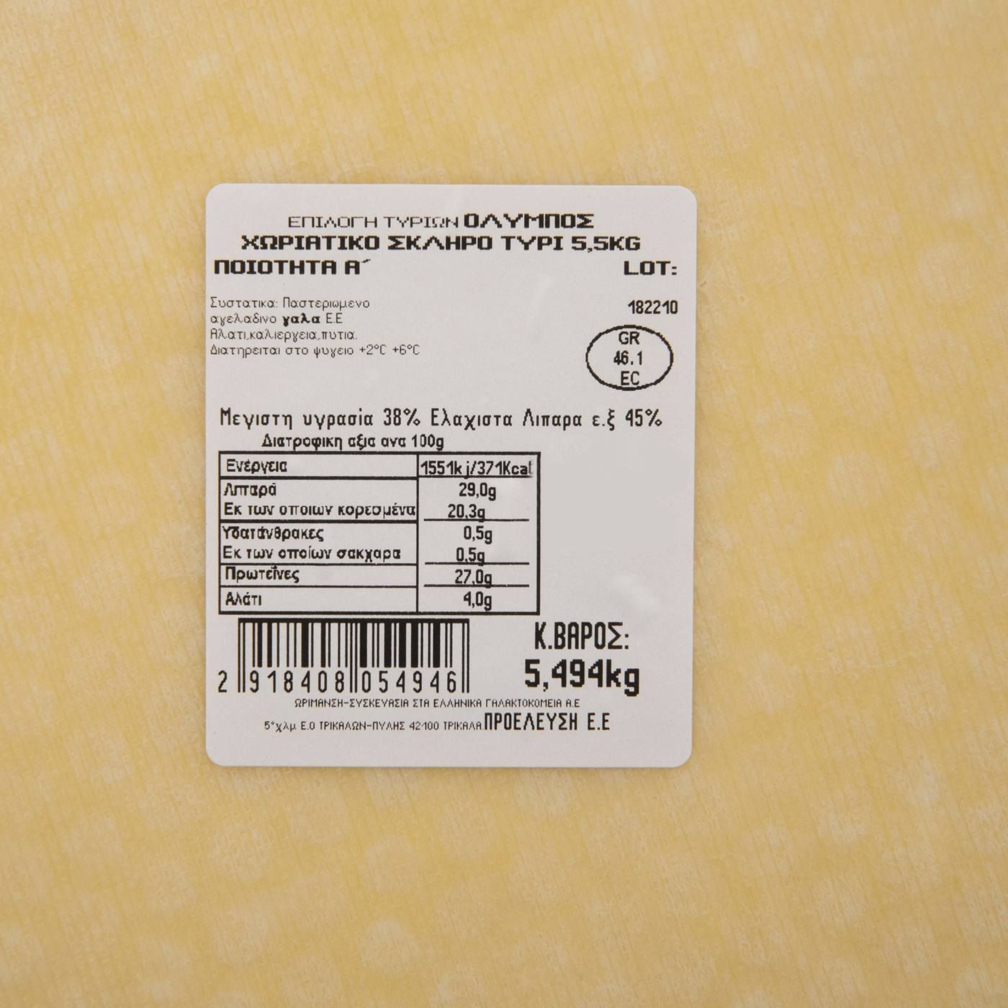 ΕΠΙΛΟΓΗ ΤΥΡΙΩΝ ΟΛΥΜΠΟΣ
ΧΩΡΙΑΤΙΚΟ ΣΚΛΗΡΟ ΤΥΡΙ 5,5KG
ΠΟΙΟΤΗΤΑ Α΄ LOT:
182210
Συστατικα: Παστεριωμενο
αγελαδινο γαλα Ε.Ε
Αλατι,καλιεργεια,πυτια.
Διατηρειται στο ψυγειο +2°C +6°C
GR
46.1
EC
Μεγιστη υγρασία 38% Ελαχιστα Λιπαρα ε.ξ 45%
Διατροφικη αξια ανα 100g
Ενέργεια 1551kj/371Kcal
Λιπαρά 29,0g
Εκ των οποιων κορεσμένα 20,3g
Υδατάνθρακες 0,5g
Εκ των οποίων σακχαρα 0,5g
Πρωτεΐνες 27,0g
Αλάτι 4,0g
Κ.ΒΑΡΟΣ:
5,494kg
2 918408 054946
ΩΡΙΜΑΝΣΗ-ΣΥΣΚΕΥΑΣΙΑ ΣΤΑ ΕΛΛΗΝΙΚΑ ΓΑΛΑΚΤΟΚΟΜΕΙΑ Α.Ε
5°χλμ Ε.Ο ΤΡΙΚΑΛΩΝ-ΠΥΛΗΣ 42100 ΤΡΙΚΑΛΑ ΠΡΟΕΛΕΥΣΗ Ε.Ε